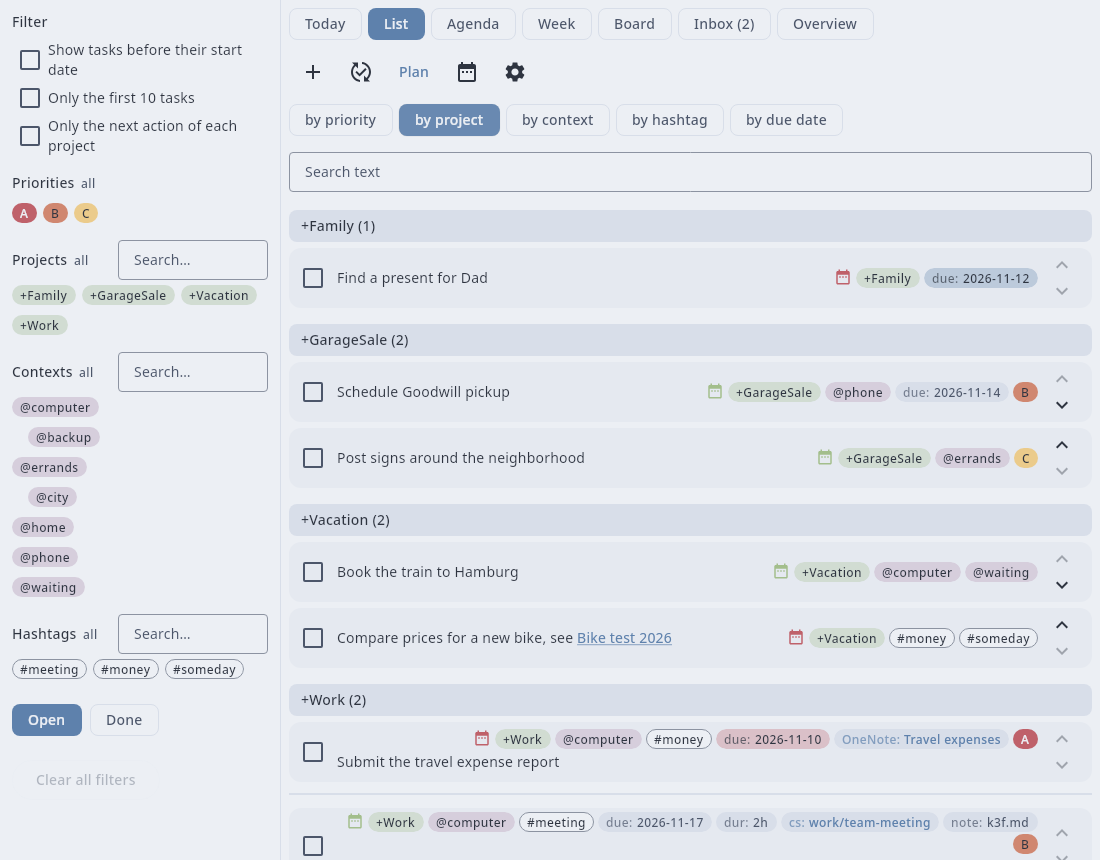 Filter
Show tasks before their start
date
Only the first 10 tasks
Only the next action of each
project
Priorities all
A B C
Projects all Search...
+Family +GarageSale +Vacation
+Work
Contexts all Search...
@computer
@backup
@errands
@city
@home
@phone
@waiting
Hashtags all Search...
#meeting #money #someday
Open Done
Clear all filters
Today List Agenda Week Board Inbox (2) Overview
Plan
by priority by project by context by hashtag by due date
Search text
+Family (1)
Find a present for Dad +Family due: 2026-11-12
+GarageSale (2)
Schedule Goodwill pickup +GarageSale @phone due: 2026-11-14 B
Post signs around the neighborhood +GarageSale @errands C
+Vacation (2)
Book the train to Hamburg +Vacation @computer @waiting
Compare prices for a new bike, see Bike test 2026 +Vacation #money #someday
+Work (2)
+Work @computer #money due: 2026-11-10 OneNote: Travel expenses A
Submit the travel expense report
+Work @computer #meeting due: 2026-11-17 dur: 2h cs: work/team-meeting note: k3f.md
B